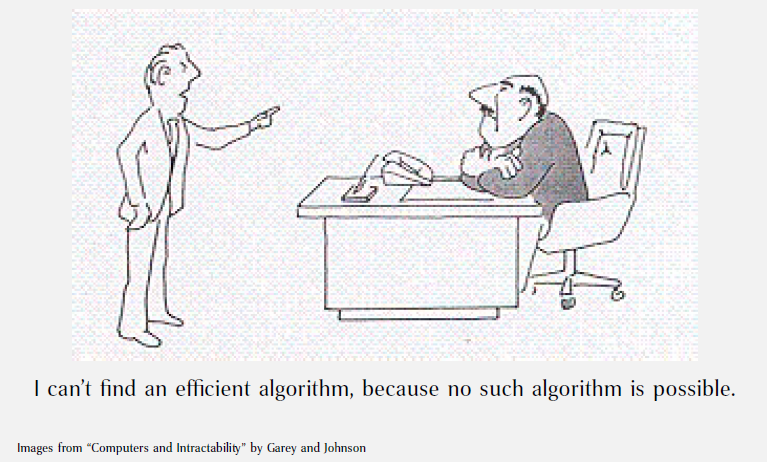 I can't find an efficient algorithm, because no such algorithm is possible.
Images from “Computers and Intractability” by Garey and Johnson